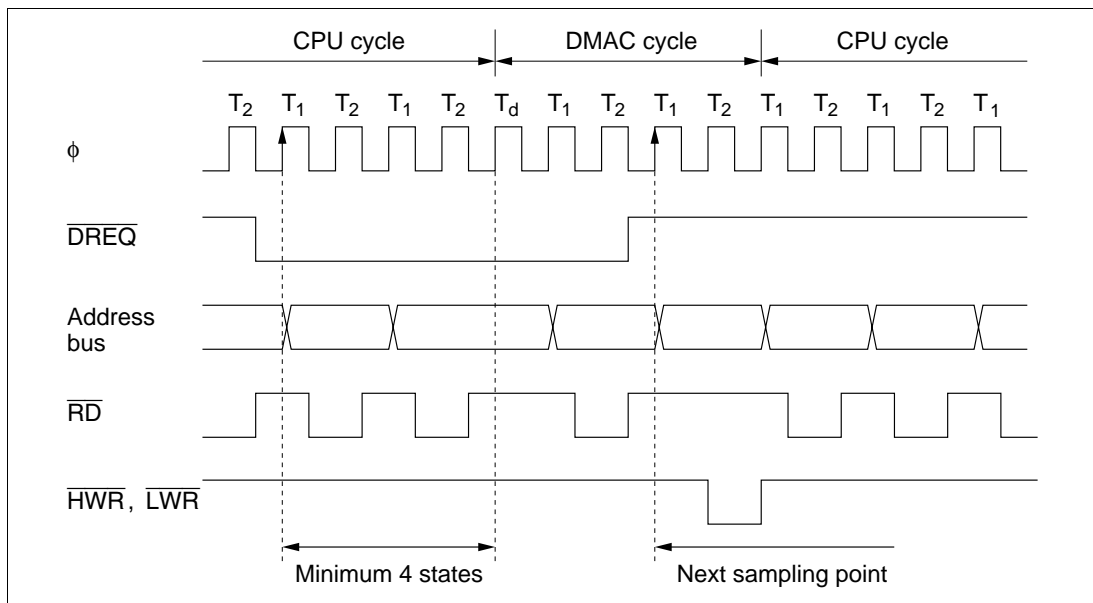 CPU cycle DMAC cycle CPU cycle
T2 T1 T2 T1 T2 Td T1 T2 T1 T2 T1 T2 T1 T2 T1
ϕ
DREQ
Address
bus
RD
HWR, LWR
Minimum 4 states Next sampling point